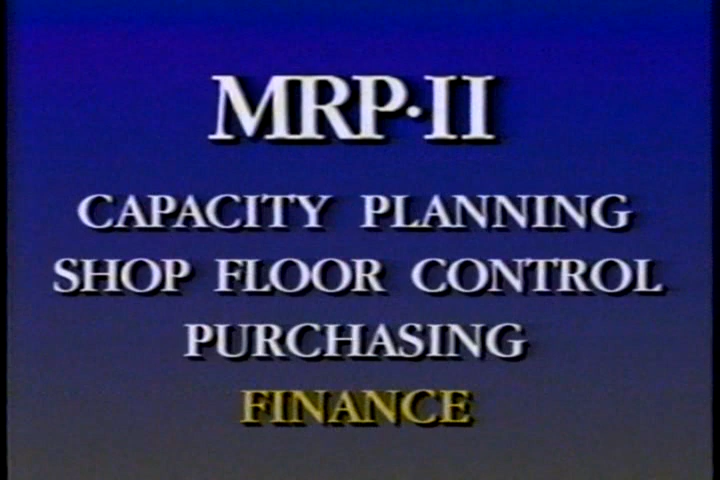 MRP·II
CAPACITY PLANNING
SHOP FLOOR CONTROL
PURCHASING
FINANCE